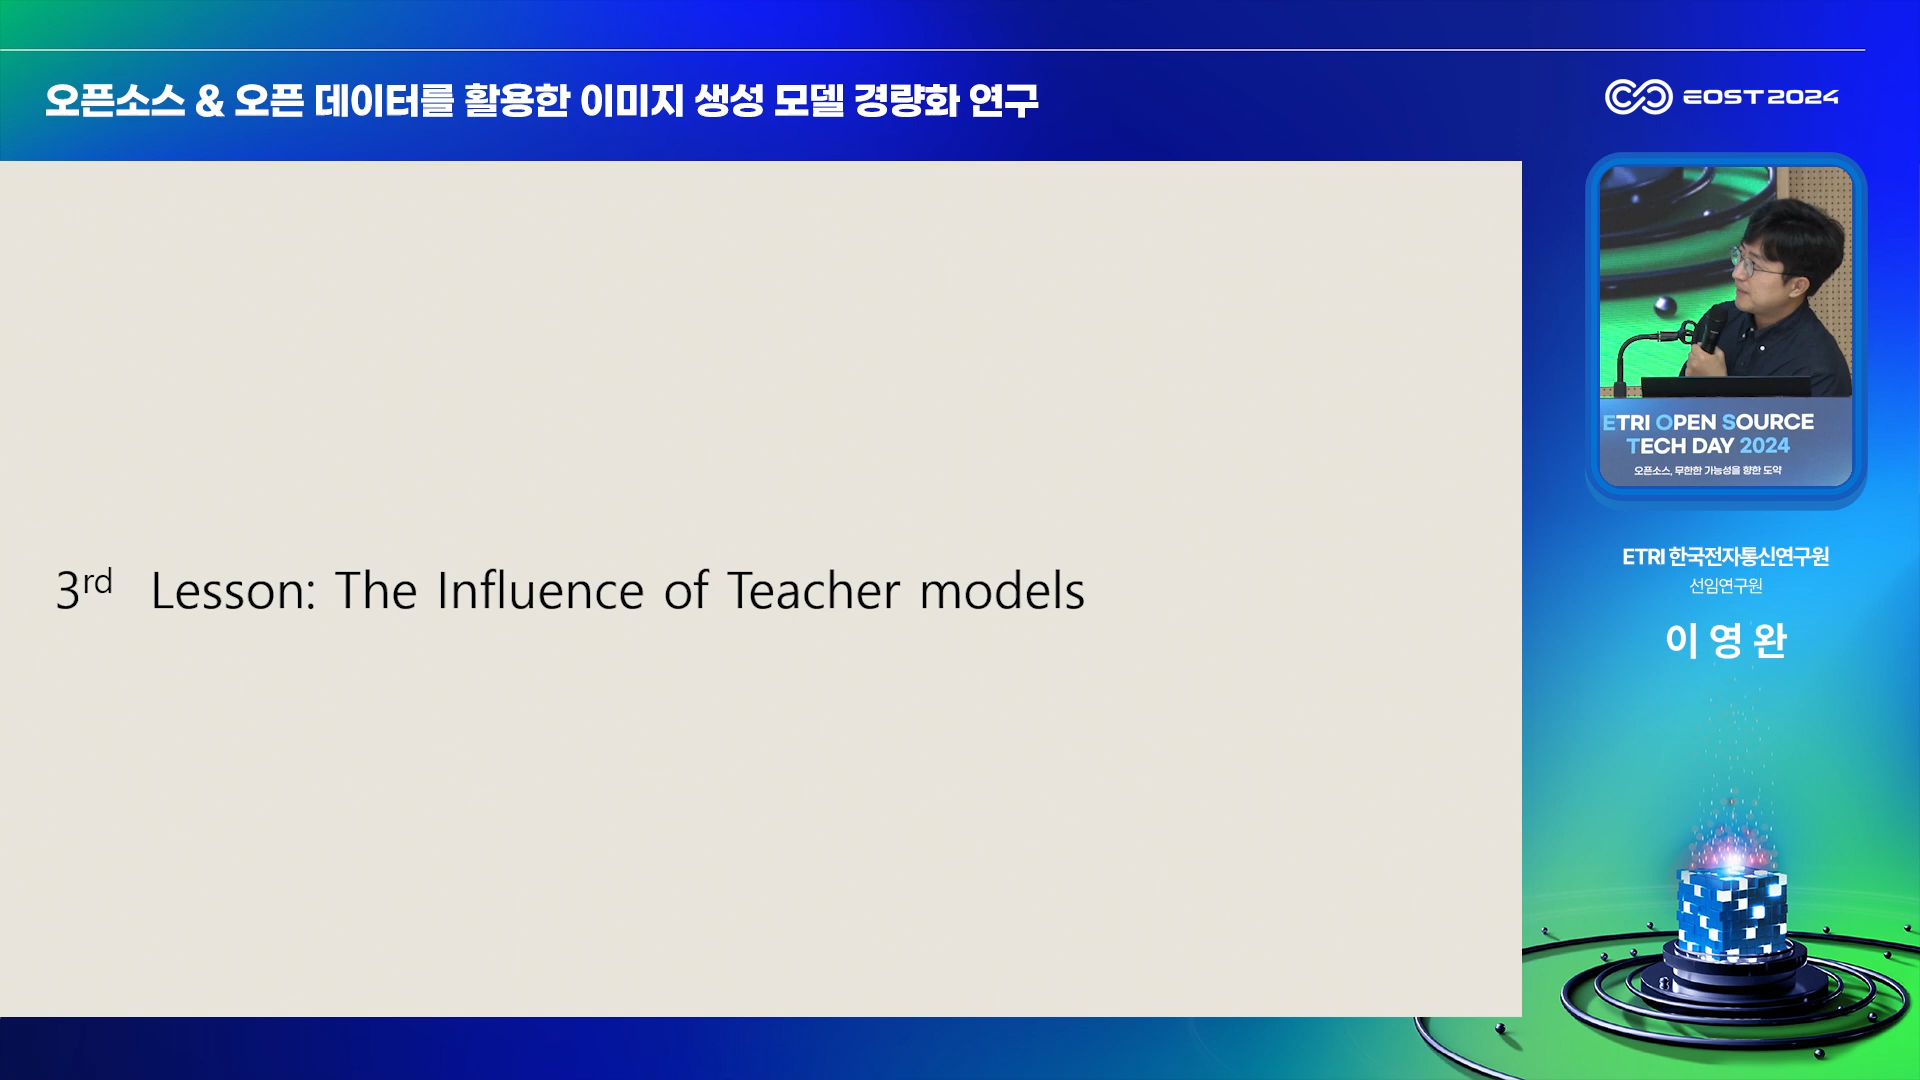 오픈소스 & 오픈 데이터를 활용한 이미지 생성 모델 경량화 연구
EOST 2024
3rd Lesson: The Influence of Teacher models
ETRI OPEN SOURCE
TECH DAY 2024
오픈소스, 무한한 가능성을 향한 도약
ETRI 한국전자통신연구원
선임연구원
이영완